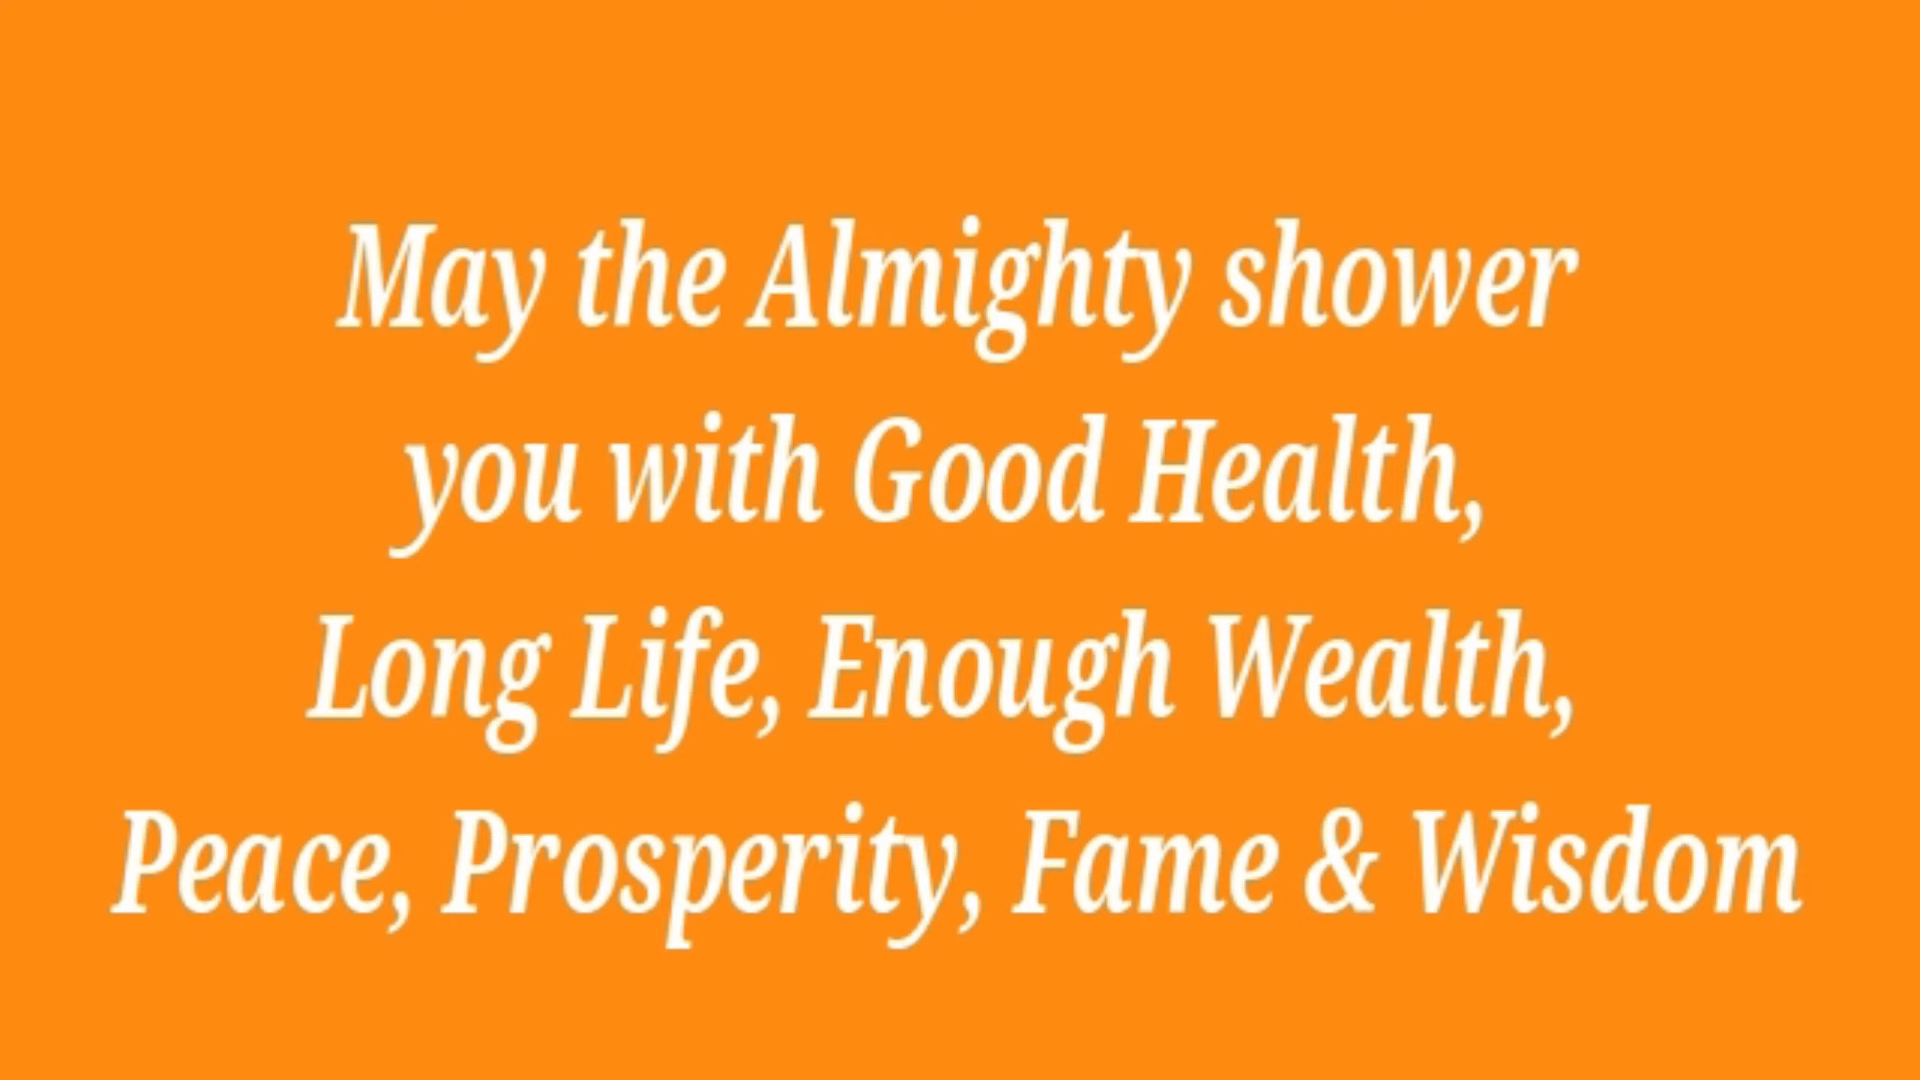 May the Almighty shower
you with Good Health,
Long Life, Enough Wealth,
Peace, Prosperity, Fame & Wisdom